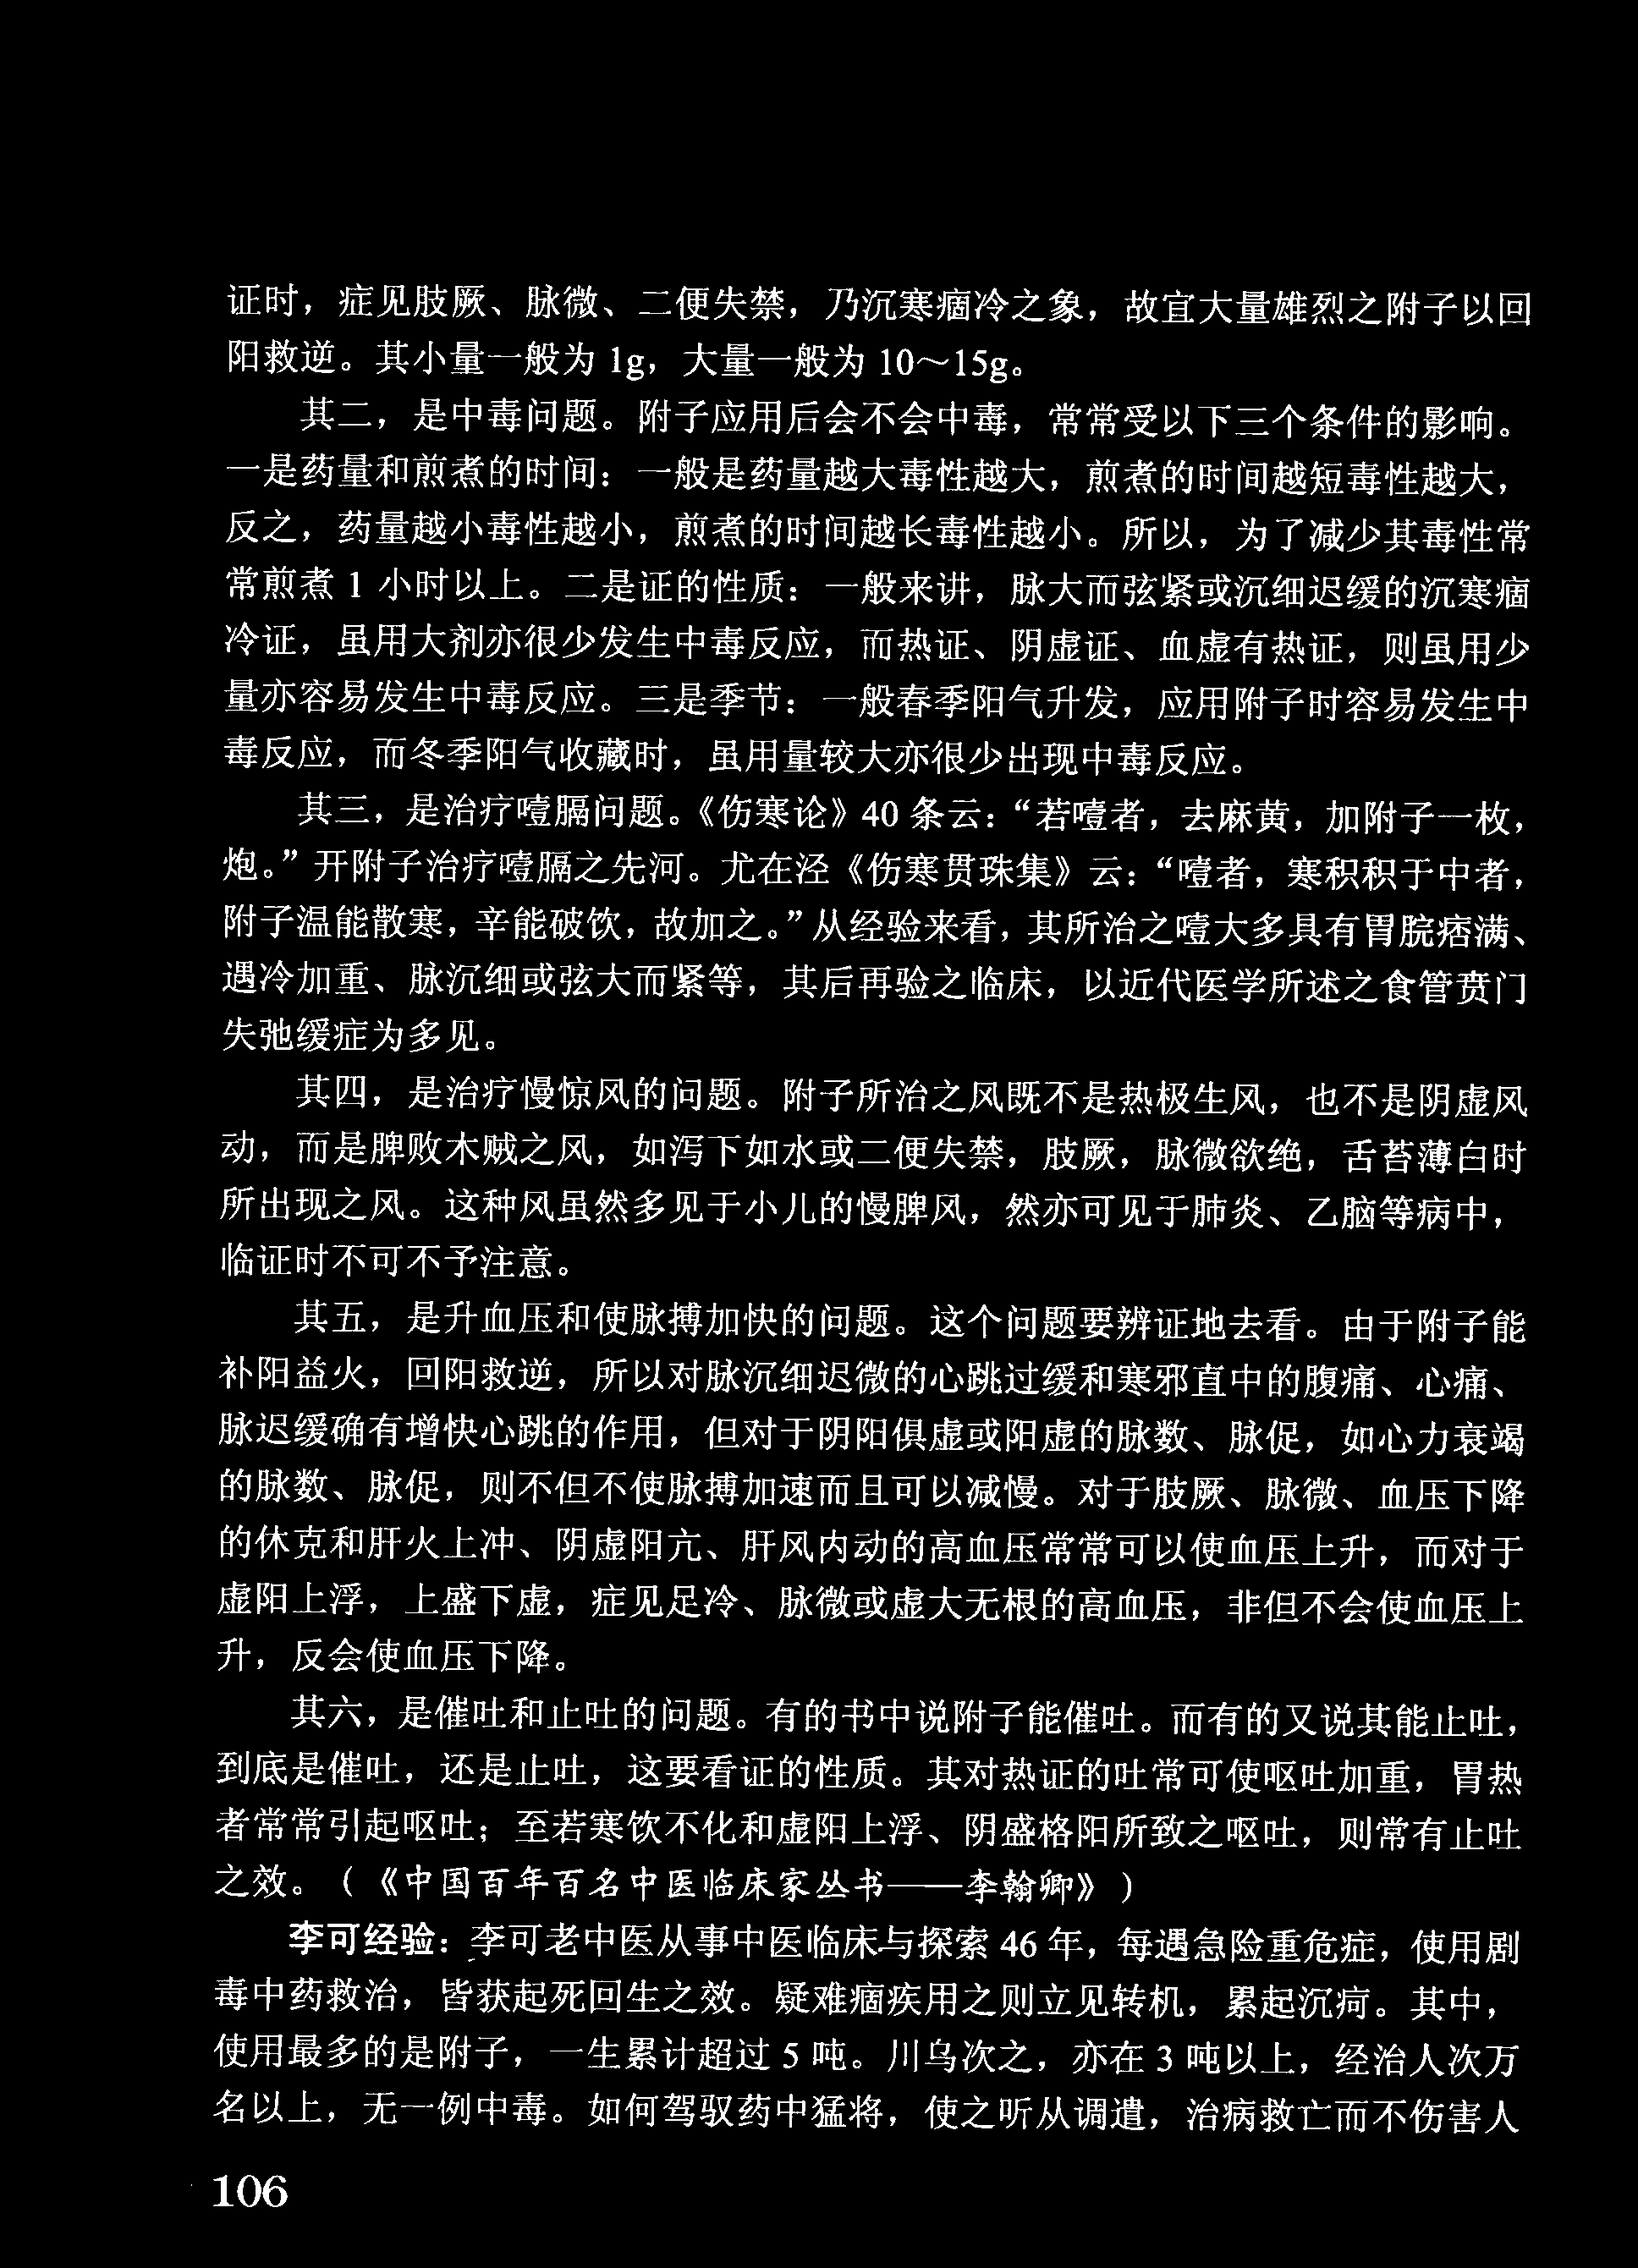 证时，症见肢厥、脉微、二便失禁，乃沉寒痼冷之象，故宜大量雄烈之附子以回
阳救逆。其小量一般为 1g，大量一般为 10～15g。
其二，是中毒问题。附子应用后会不会中毒，常常受以下三个条件的影响。
一是药量和煎煮的时间：一般是药量越大毒性越大，煎煮的时间越短毒性越大，
反之，药量越小毒性越小，煎煮的时间越长毒性越小。所以，为了减少其毒性常
常煎煮 1 小时以上。二是证的性质：一般来讲，脉大而弦紧或沉细迟缓的沉寒痼
冷证，虽用大剂亦很少发生中毒反应，而热证、阴虚证、血虚有热证，则虽用少
量亦容易发生中毒反应。三是季节：一般春季阳气升发，应用附子时容易发生中
毒反应，而冬季阳气收藏时，虽用量较大亦很少出现中毒反应。
其三，是治疗噎膈问题。《伤寒论》40 条云：“若噎者，去麻黄，加附子一枚，
炮。”开附子治疗噎膈之先河。尤在泾《伤寒贯珠集》云：“噎者，寒积积于中者，
附子温能散寒，辛能破饮，故加之。”从经验来看，其所治之噎大多具有胃脘痞满、
遇冷加重、脉沉细或弦大而紧等，其后再验之临床，以近代医学所述之食管贲门
失弛缓症为多见。
其四，是治疗慢惊风的问题。附子所治之风既不是热极生风，也不是阴虚风
动，而是脾败木贼之风，如泻下如水或二便失禁，肢厥，脉微欲绝，舌苔薄白时
所出现之风。这种风虽然多见于小儿的慢脾风，然亦可见于肺炎、乙脑等病中，
临证时不可不予注意。
其五，是升血压和使脉搏加快的问题。这个问题要辨证地去看。由于附子能
补阳益火，回阳救逆，所以对脉沉细迟微的心跳过缓和寒邪直中的腹痛、心痛、
脉迟缓确有增快心跳的作用，但对于阴阳俱虚或阳虚的脉数、脉促，如心力衰竭
的脉数、脉促，则不但不使脉搏加速而且可以减慢。对于肢厥、脉微、血压下降
的休克和肝火上冲、阴虚阳亢、肝风内动的高血压常常可以使血压上升，而对于
虚阳上浮，上盛下虚，症见足冷、脉微或虚大无根的高血压，非但不会使血压上
升，反会使血压下降。
其六，是催吐和止吐的问题。有的书中说附子能催吐。而有的又说其能止吐，
到底是催吐，还是止吐，这要看证的性质。其对热证的吐常可使呕吐加重，胃热
者常常引起呕吐；至若寒饮不化和虚阳上浮、阴盛格阳所致之呕吐，则常有止吐
之效。（《中国百年百名中医临床家丛书——李翰卿》）
李可经验：李可老中医从事中医临床与探索 46 年，每遇急险重危症，使用剧
毒中药救治，皆获起死回生之效。疑难痼疾用之则立见转机，累起沉疴。其中，
使用最多的是附子，一生累计超过 5 吨。川乌次之，亦在 3 吨以上，经治人次万
名以上，无一例中毒。如何驾驭药中猛将，使之听从调遣，治病救亡而不伤害人
106